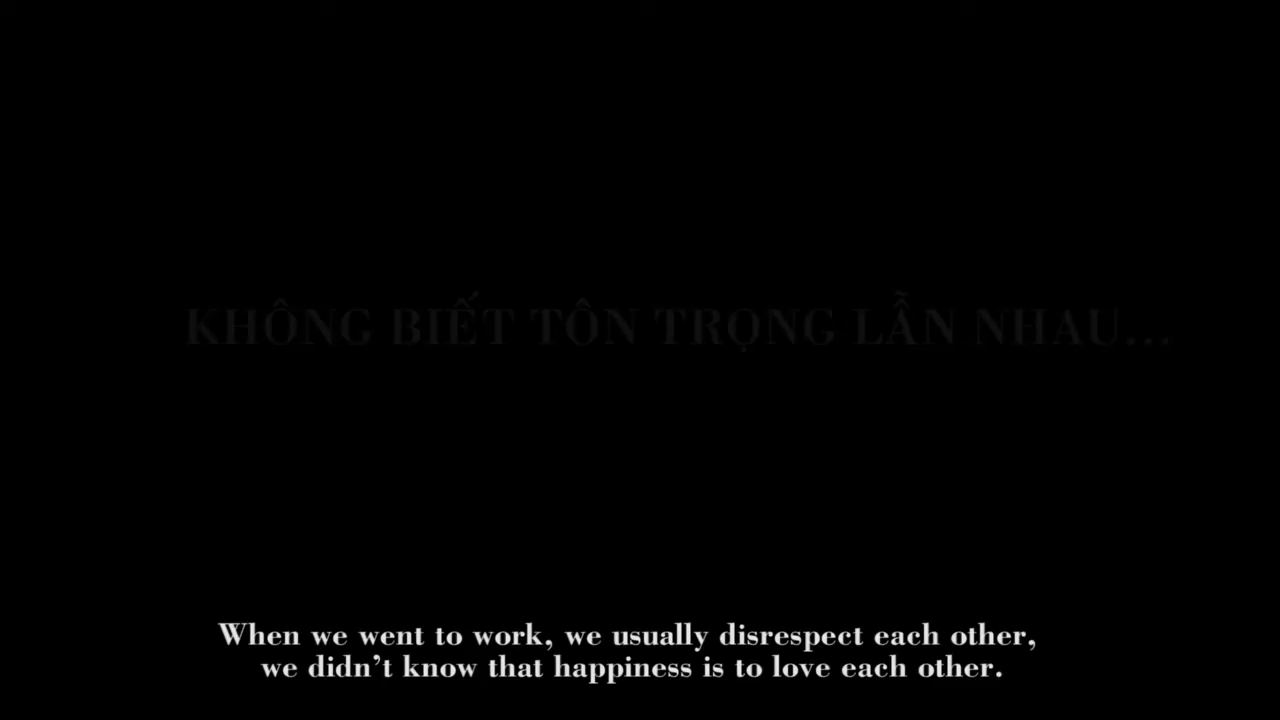 KHÔNG BIẾT TÔN TRỌNG LẪN NHAU...
When we went to work, we usually disrespect each other,
we didn't know that happiness is to love each other.